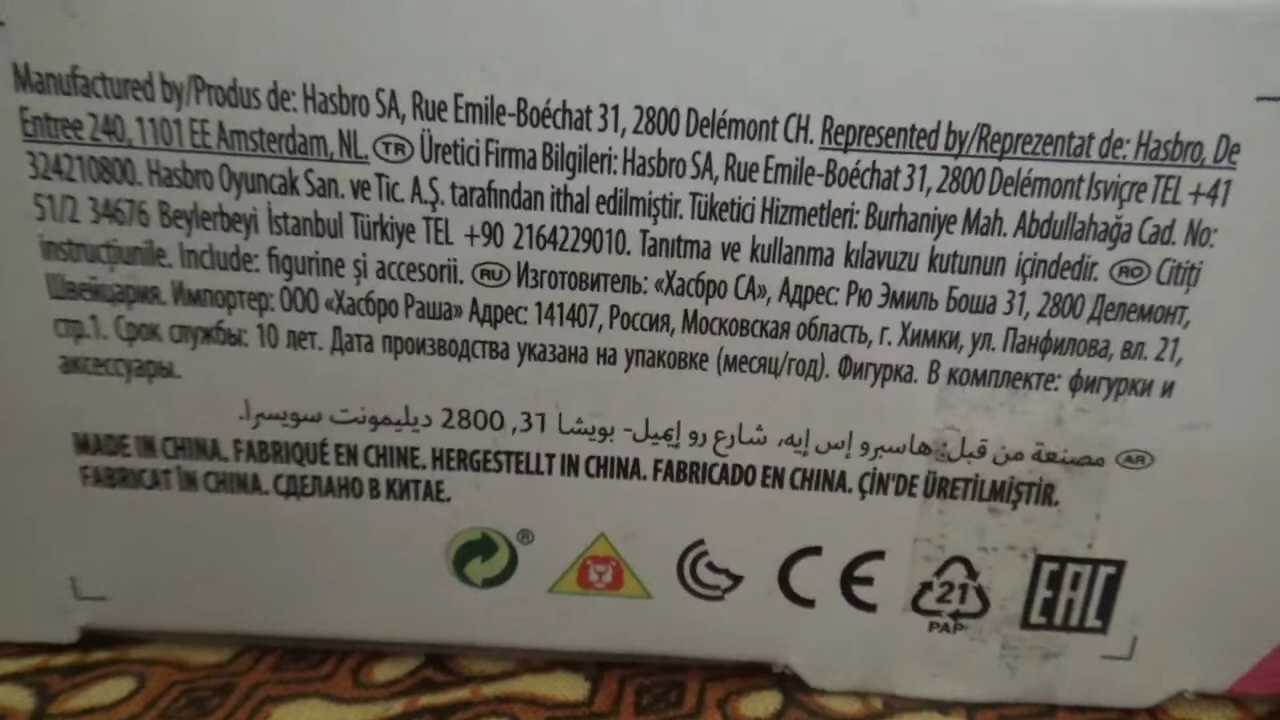 Manufactured by/Produs de: Hasbro SA, Rue Emile-Boéchat 31, 2800 Delémont CH. Represented by/Reprezentat de: Hasbro, De
Entree 240, 1101 EE Amsterdam, NL. TR Üretici Firma Bilgileri: Hasbro SA, Rue Emile-Boéchat 31, 2800 Delémont Isviçre TEL +41
324210800. Hasbro Oyuncak San. ve Tic. A.Ş. tarafından ithal edilmiştir. Tüketici Hizmetleri: Burhaniye Mah. Abdullahağa Cad. No:
51/2 34676 Beylerbeyi İstanbul Türkiye TEL +90 2164229010. Tanıtma ve kullanma kılavuzu kutunun içindedir. RO Citiți
instrucțiunile. Include: figurine și accesorii. RU Изготовитель: «Хасбро СА», Адрес: Рю Эмиль Боша 31, 2800 Делемонт,
Швейцария. Импортер: ООО «Хасбро Раша» Адрес: 141407, Россия, Московская область, г. Химки, ул. Панфилова, вл. 21,
стр.1. Срок службы: 10 лет. Дата производства указана на упаковке (месяц/год). Фигурка. В комплекте: фигурки и
аксессуары.
AR مصنعة من قبل: هاسبرو إس إيه، شارع رو إميل- بويشا 31, 2800 ديليمونت سويسرا.
MADE IN CHINA. FABRIQUÉ EN CHINE. HERGESTELLT IN CHINA. FABRICADO EN CHINA. ÇİN'DE ÜRETİLMİŞTİR.
FABRICAT ÎN CHINA. СДЕЛАНО В КИТАЕ.
® CE 21 PAP EAC